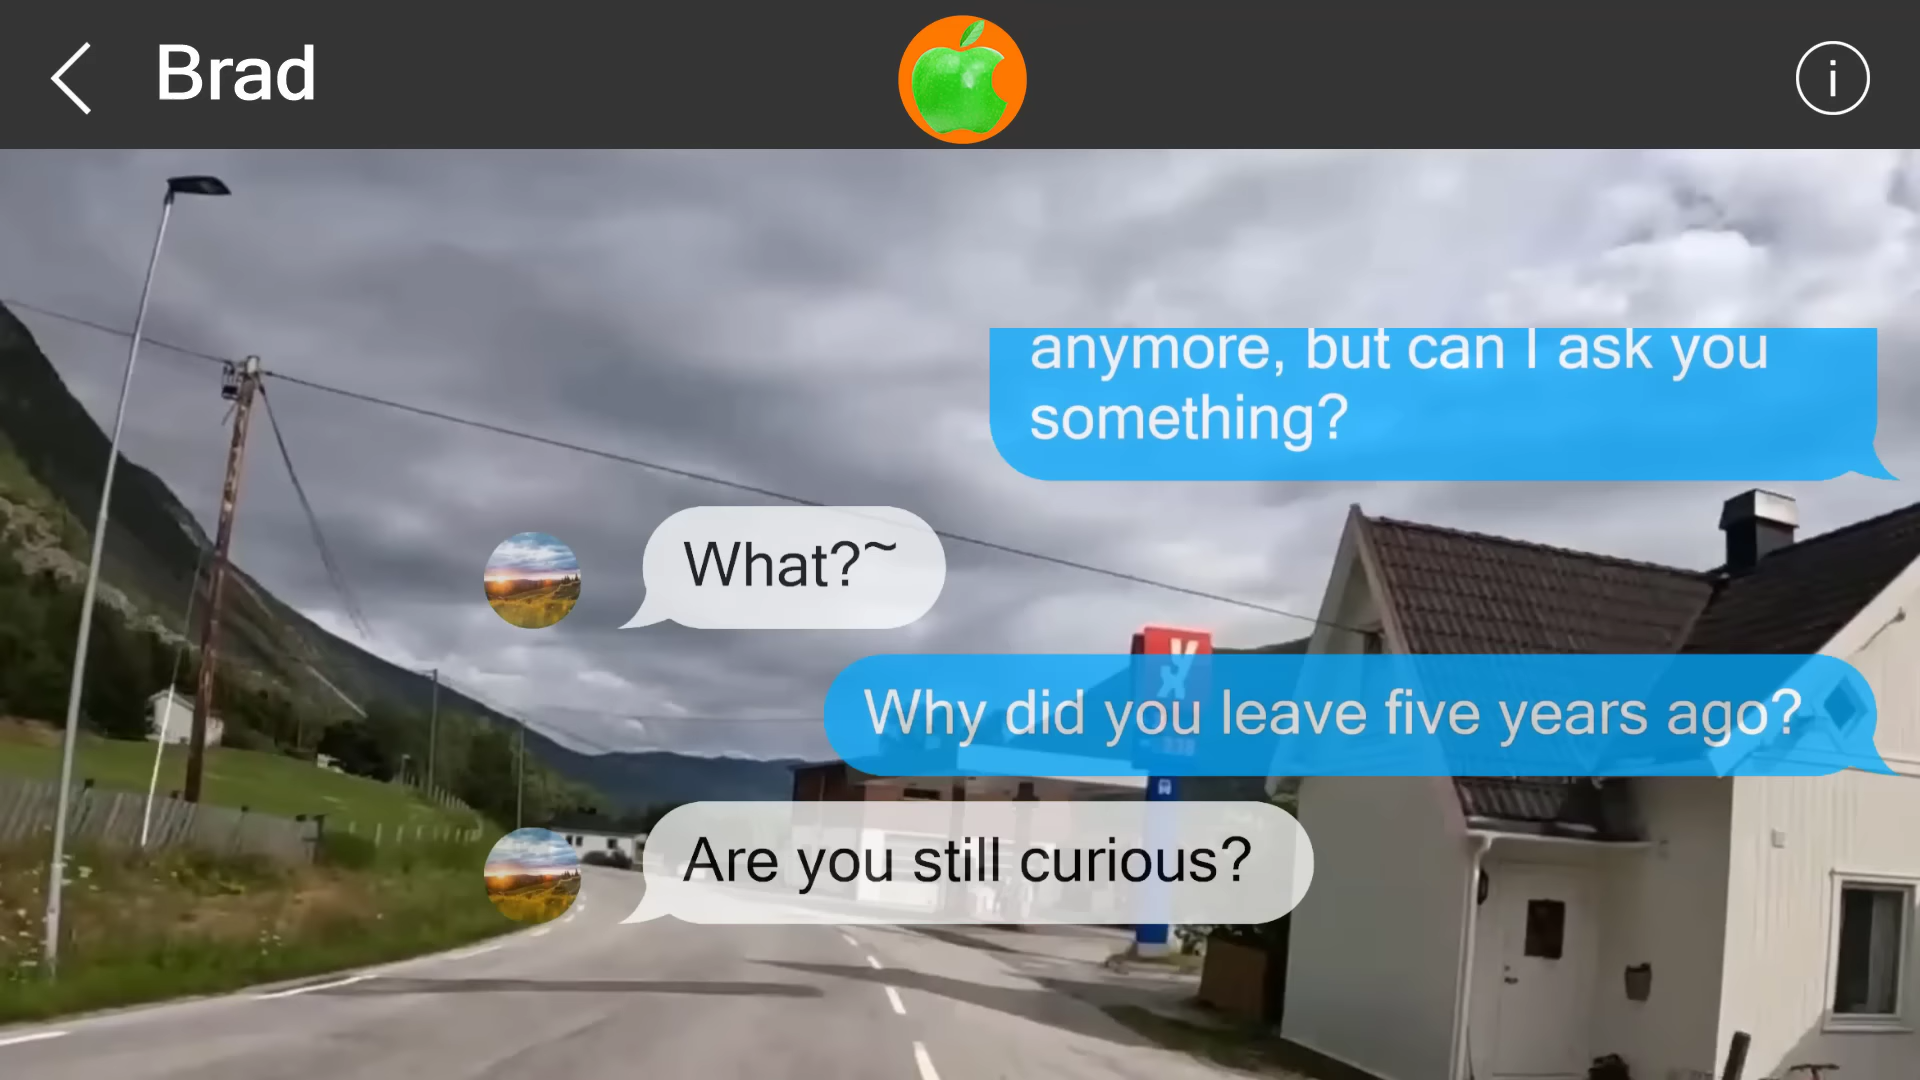 Brad
anymore, but can I ask you
something?
What?~
Why did you leave five years ago?
Are you still curious?